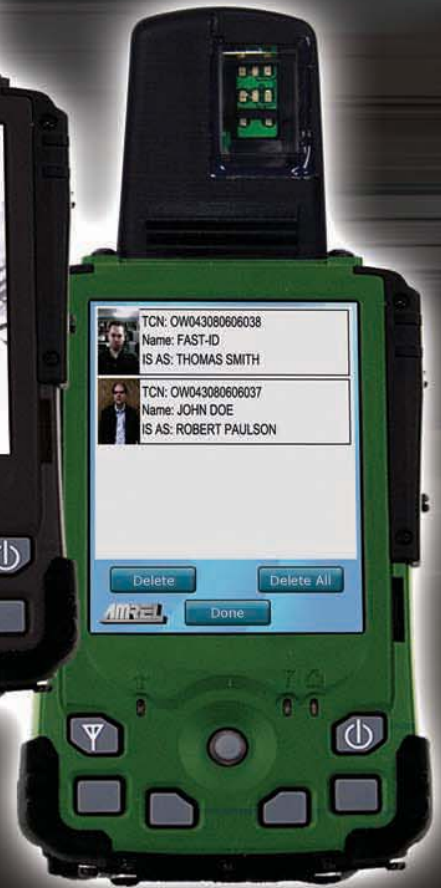 TCN: OW043080606038
Name: FAST-ID
IS AS: THOMAS SMITH
TCN: OW043080606037
Name: JOHN DOE
IS AS: ROBERT PAULSON
Delete
Delete All
AMREL
Done